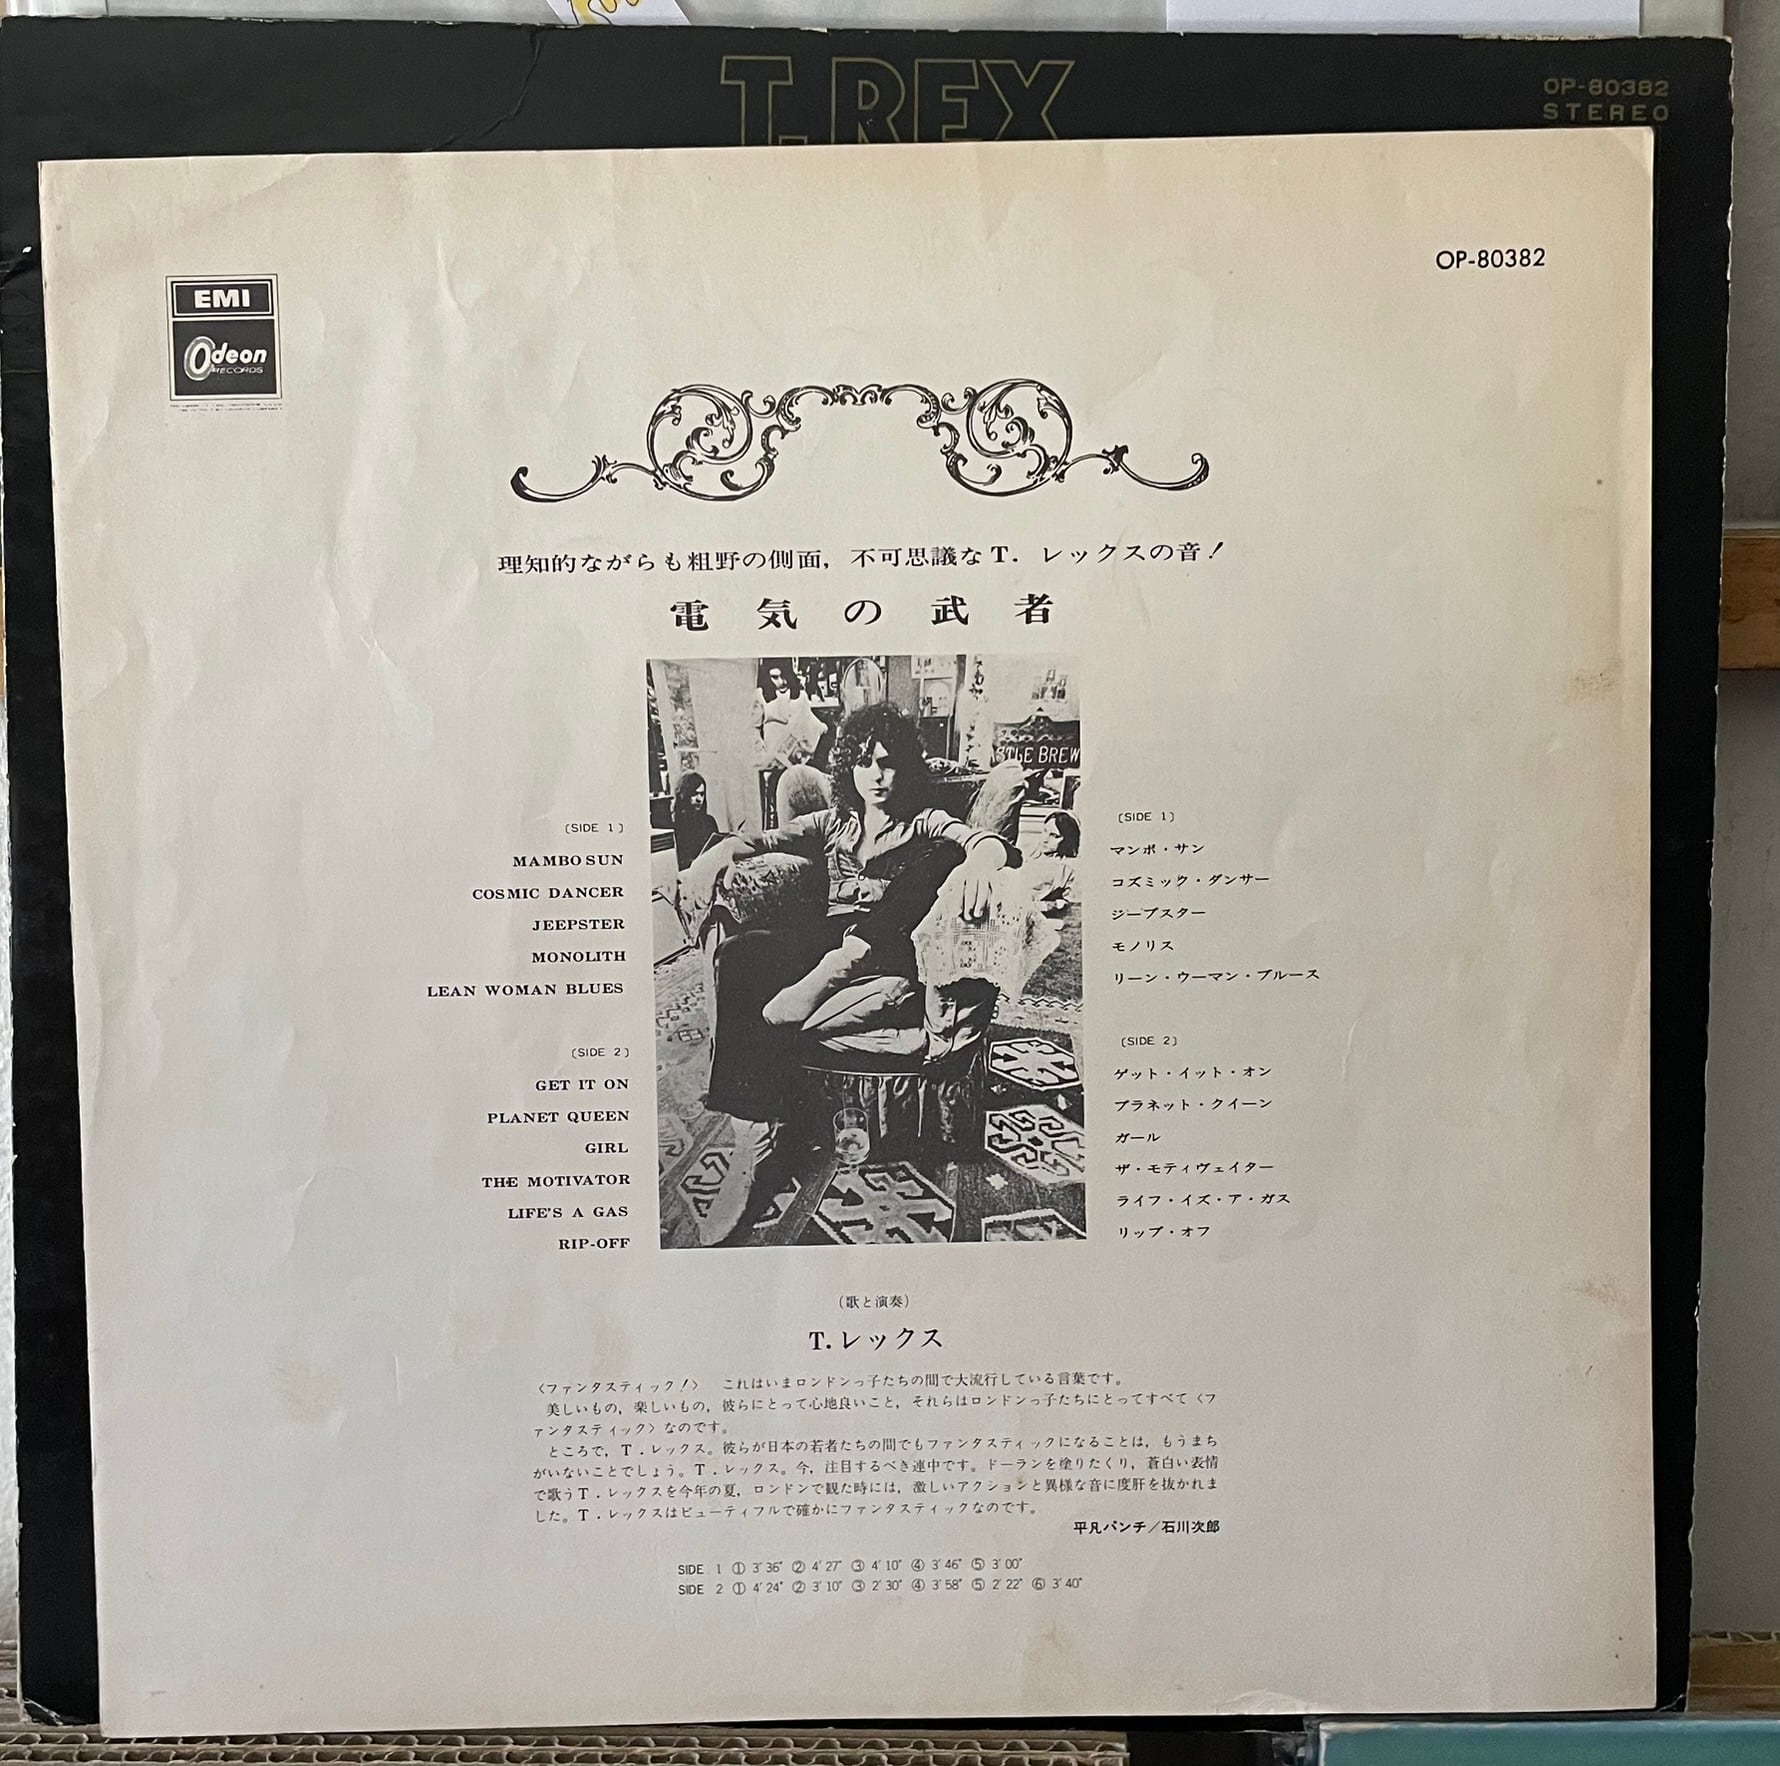 T.REX
OP-80382
STEREO
OP-80382
EMI
Odeon
RECORDS
理知的ながらも粗野の側面，不可思議なT．レックスの音！
電気の武者
STLE BREW
〔SIDE 1〕
MAMBO SUN
COSMIC DANCER
JEEPSTER
MONOLITH
LEAN WOMAN BLUES
〔SIDE 2〕
GET IT ON
PLANET QUEEN
GIRL
THE MOTIVATOR
LIFE'S A GAS
RIP-OFF
〔SIDE 1〕
マンボ・サン
コズミック・ダンサー
ジープスター
モノリス
リーン・ウーマン・ブルース
〔SIDE 2〕
ゲット・イット・オン
プラネット・クイーン
ガール
ザ・モティヴェイター
ライフ・イズ・ア・ガス
リップ・オフ
（歌と演奏）
T.レックス
〈ファンタスティック！〉　これはいまロンドンっ子たちの間で大流行している言葉です。
美しいもの，楽しいもの，彼らにとって心地良いこと，それらはロンドンっ子たちにとってすべて〈フ
ァンタスティック〉なのです。
ところで，T．レックス。彼らが日本の若者たちの間でもファンタスティックになることは，もうまち
がいないことでしょう。T．レックス。今，注目するべき連中です。ドーランを塗りたくり，蒼白い表情
で歌うT．レックスを今年の夏，ロンドンで観た時には，激しいアクションと異様な音に度肝を抜かれま
した。T．レックスはビューティフルで確かにファンタスティックなのです。
平凡パンチ／石川次郎
SIDE 1 ① 3'36" ② 4'27" ③ 4'10" ④ 3'46" ⑤ 3'00"
SIDE 2 ① 4'24" ② 3'10" ③ 2'30" ④ 3'58" ⑤ 2'22" ⑥ 3'40"